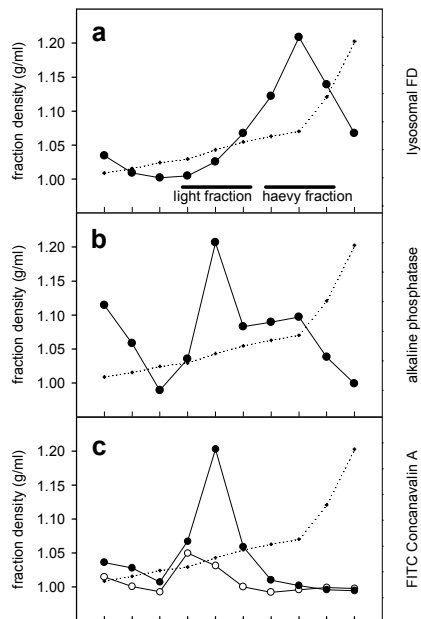 a
fraction density (g/ml)
1.20
1.15
1.10
1.05
1.00
light fraction
haevy fraction
lysosomal FD
b
fraction density (g/ml)
1.20
1.15
1.10
1.05
1.00
alkaline phosphatase
c
fraction density (g/ml)
1.20
1.15
1.10
1.05
1.00
FITC Concanavalin A